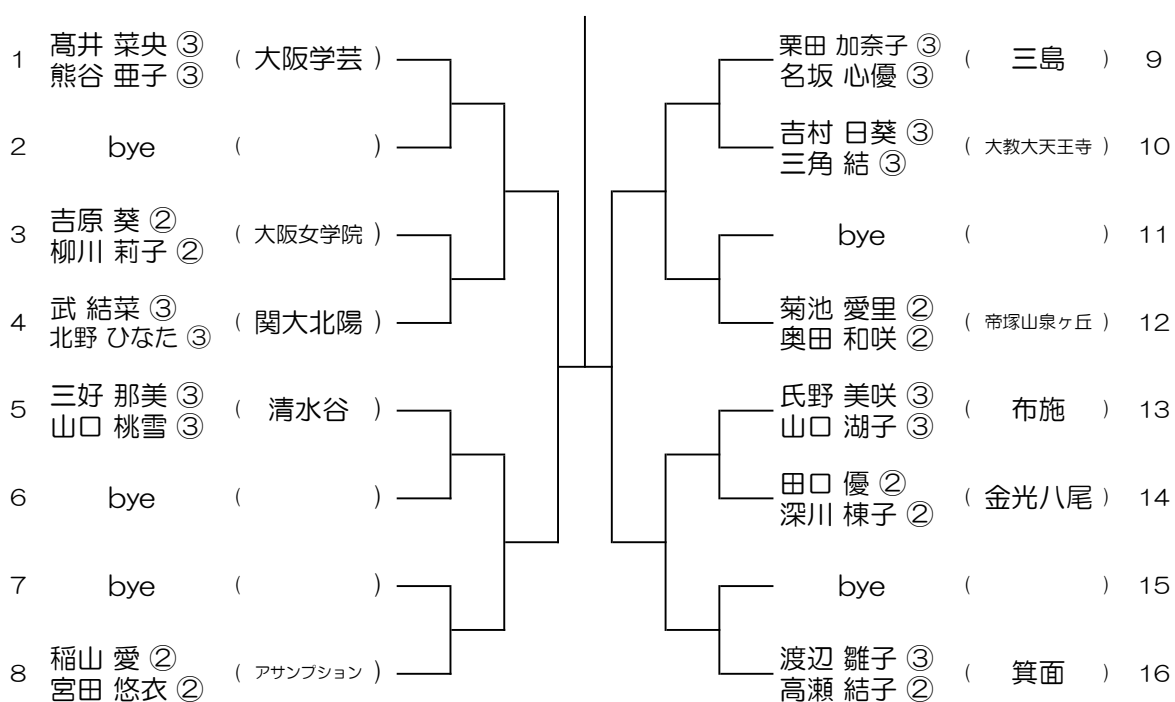 1 髙井 菜央 ③ ( 大阪学芸 )
熊谷 亜子 ③
2 bye ( )
3 吉原 葵 ② ( 大阪女学院 )
柳川 莉子 ②
4 武 結菜 ③ ( 関大北陽 )
北野 ひなた ③
5 三好 那美 ③ ( 清水谷 )
山口 桃雪 ③
6 bye ( )
7 bye ( )
8 稲山 愛 ② ( アサンプション )
宮田 悠衣 ②
栗田 加奈子 ③ ( 三島 ) 9
名坂 心優 ③
吉村 日葵 ③ ( 大教大天王寺 ) 10
三角 結 ③
bye ( ) 11
菊池 愛里 ② ( 帝塚山泉ヶ丘 ) 12
奥田 和咲 ②
氏野 美咲 ③ ( 布施 ) 13
山口 湖子 ③
田口 優 ② ( 金光八尾 ) 14
深川 棟子 ②
bye ( ) 15
渡辺 雛子 ③ ( 箕面 ) 16
高瀬 結子 ②